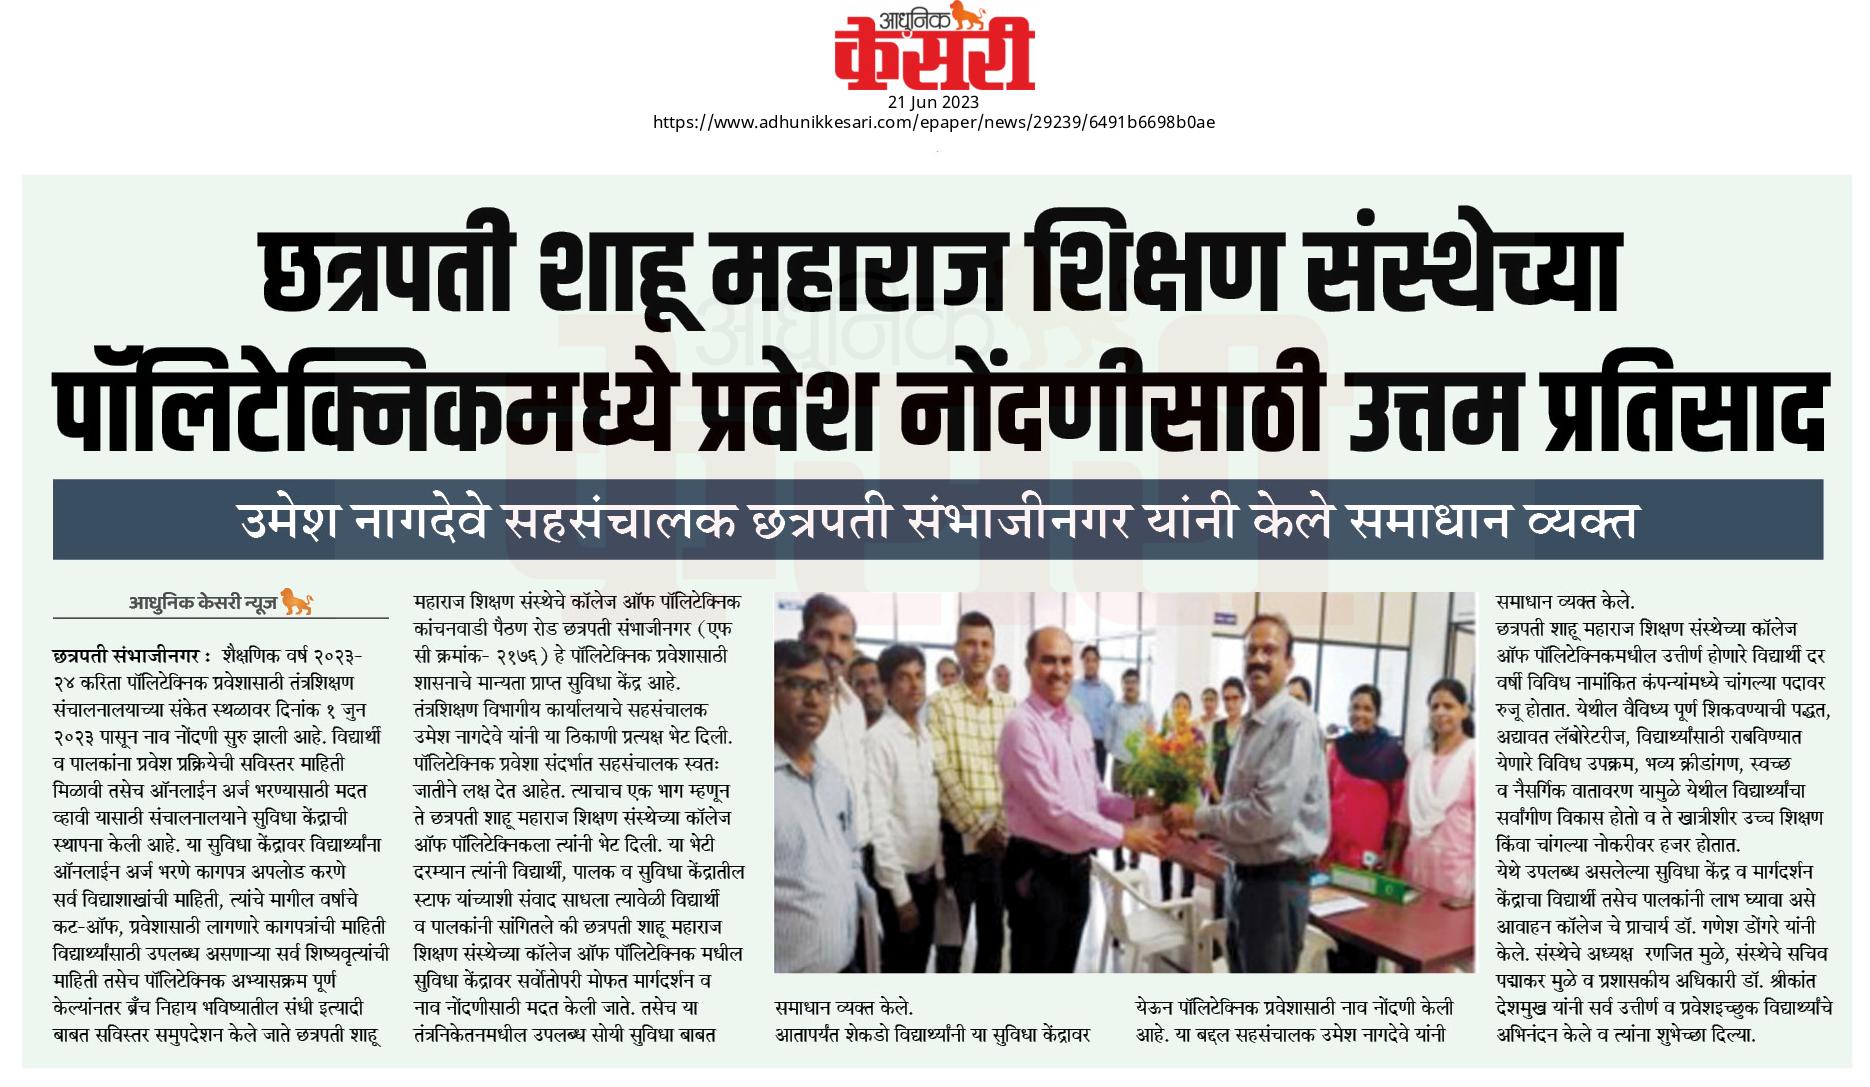 आधुनिक
केसरी
21 Jun 2023
https://www.adhunikkesari.com/epaper/news/29239/6491b6698b0ae
छत्रपती शाहू महाराज शिक्षण संस्थेच्या
पॉलिटेक्निकमध्ये प्रवेश नोंदणीसाठी उत्तम प्रतिसाद
उमेश नागदेवे सहसंचालक छत्रपती संभाजीनगर यांनी केले समाधान व्यक्त
आधुनिक केसरी न्यूज
छत्रपती संभाजीनगर : शैक्षणिक वर्ष २०२३-
२४ करिता पॉलिटेक्निक प्रवेशासाठी तंत्रशिक्षण
संचालनालयाच्या संकेत स्थळावर दिनांक १ जुन
२०२३ पासून नाव नोंदणी सुरु झाली आहे. विद्यार्थी
व पालकांना प्रवेश प्रक्रियेची सविस्तर माहिती
मिळावी तसेच ऑनलाईन अर्ज भरण्यासाठी मदत
व्हावी यासाठी संचालनालयाने सुविधा केंद्राची
स्थापना केली आहे. या सुविधा केंद्रावर विद्यार्थ्यांना
ऑनलाईन अर्ज भरणे कागपत्र अपलोड करणे
सर्व विद्याशाखांची माहिती, त्यांचे मागील वर्षाचे
कट-ऑफ, प्रवेशासाठी लागणारे कागपत्रांची माहिती
विद्यार्थ्यांसाठी उपलब्ध असणाऱ्या सर्व शिष्यवृत्यांची
माहिती तसेच पॉलिटेक्निक अभ्यासक्रम पूर्ण
केल्यांनतर ब्रँच निहाय भविष्यातील संधी इत्यादी
बाबत सविस्तर समुपदेशन केले जाते छत्रपती शाहू
महाराज शिक्षण संस्थेचे कॉलेज ऑफ पॉलिटेक्निक
कांचनवाडी पैठण रोड छत्रपती संभाजीनगर (एफ
सी क्रमांक- २१७६) हे पॉलिटेक्निक प्रवेशासाठी
शासनाचे मान्यता प्राप्त सुविधा केंद्र आहे.
तंत्रशिक्षण विभागीय कार्यालयाचे सहसंचालक
उमेश नागदेवे यांनी या ठिकाणी प्रत्यक्ष भेट दिली.
पॉलिटेक्निक प्रवेशा संदर्भात सहसंचालक स्वतः
जातीने लक्ष देत आहेत. त्याचाच एक भाग म्हणून
ते छत्रपती शाहू महाराज शिक्षण संस्थेच्या कॉलेज
ऑफ पॉलिटेक्निकला त्यांनी भेट दिली. या भेटी
दरम्यान त्यांनी विद्यार्थी, पालक व सुविधा केंद्रातील
स्टाफ यांच्याशी संवाद साधला त्यावेळी विद्यार्थी
व पालकांनी सांगितले की छत्रपती शाहू महाराज
शिक्षण संस्थेच्या कॉलेज ऑफ पॉलिटेक्निक मधील
सुविधा केंद्रावर सर्वोतोपरी मोफत मार्गदर्शन व
नाव नोंदणीसाठी मदत केली जाते. तसेच या
तंत्रनिकेतनमधील उपलब्ध सोयी सुविधा बाबत
समाधान व्यक्त केले.
आतापर्यंत शेकडो विद्यार्थ्यांनी या सुविधा केंद्रावर
येऊन पॉलिटेक्निक प्रवेशासाठी नाव नोंदणी केली
आहे. या बद्दल सहसंचालक उमेश नागदेवे यांनी
समाधान व्यक्त केले.
छत्रपती शाहू महाराज शिक्षण संस्थेच्या कॉलेज
ऑफ पॉलिटेक्निकमधील उत्तीर्ण होणारे विद्यार्थी दर
वर्षी विविध नामांकित कंपन्यांमध्ये चांगल्या पदावर
रुजू होतात. येथील वैविध्य पूर्ण शिकवण्याची पद्धत,
अद्यावत लॅबोरेटरीज, विद्यार्थ्यांसाठी राबविण्यात
येणारे विविध उपक्रम, भव्य क्रीडांगण, स्वच्छ
व नैसर्गिक वातावरण यामुळे येथील विद्यार्थ्यांचा
सर्वांगीण विकास होतो व ते खात्रीशीर उच्च शिक्षण
किंवा चांगल्या नोकरीवर हजर होतात.
येथे उपलब्ध असलेल्या सुविधा केंद्र व मार्गदर्शन
केंद्राचा विद्यार्थी तसेच पालकांनी लाभ घ्यावा असे
आवाहन कॉलेज चे प्राचार्य डॉ. गणेश डोंगरे यांनी
केले. संस्थेचे अध्यक्ष रणजित मुळे, संस्थेचे सचिव
पद्माकर मुळे व प्रशासकीय अधिकारी डॉ. श्रीकांत
देशमुख यांनी सर्व उत्तीर्ण व प्रवेशइच्छुक विद्यार्थ्यांचे
अभिनंदन केले व त्यांना शुभेच्छा दिल्या.